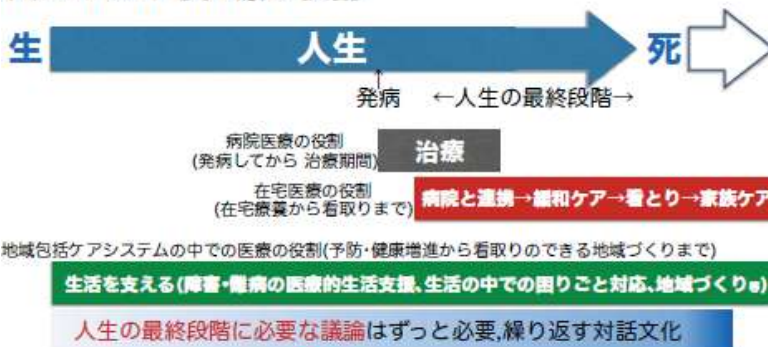 生 人生 死
↑
発病 ←人生の最終段階→
病院医療の役割
(発病してから 治療期間)
治療
在宅医療の役割
(在宅療養から看取りまで)
病院と連携→緩和ケア→看とり→家族ケア
地域包括ケアシステムの中での医療の役割(予防・健康増進から看取りのできる地域づくりまで)
生活を支える(障害・難病の医療的生活支援、生活の中での困りごと対応、地域づくり等)
人生の最終段階に必要な議論はずっと必要,繰り返す対話文化